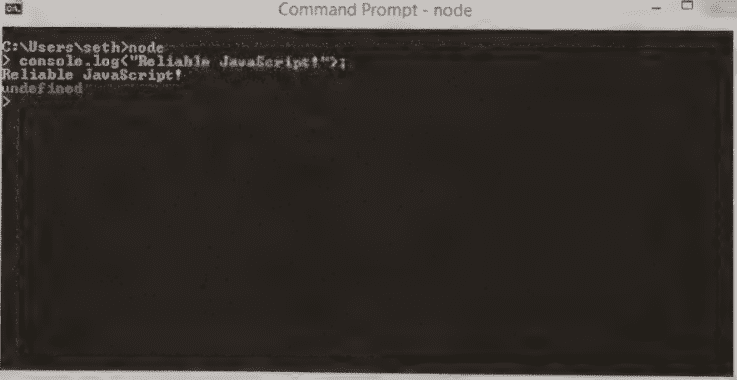 Command Prompt - node
C:\Users\seth>node
> console.log("Reliable JavaScript!");
Reliable JavaScript!
undefined
>